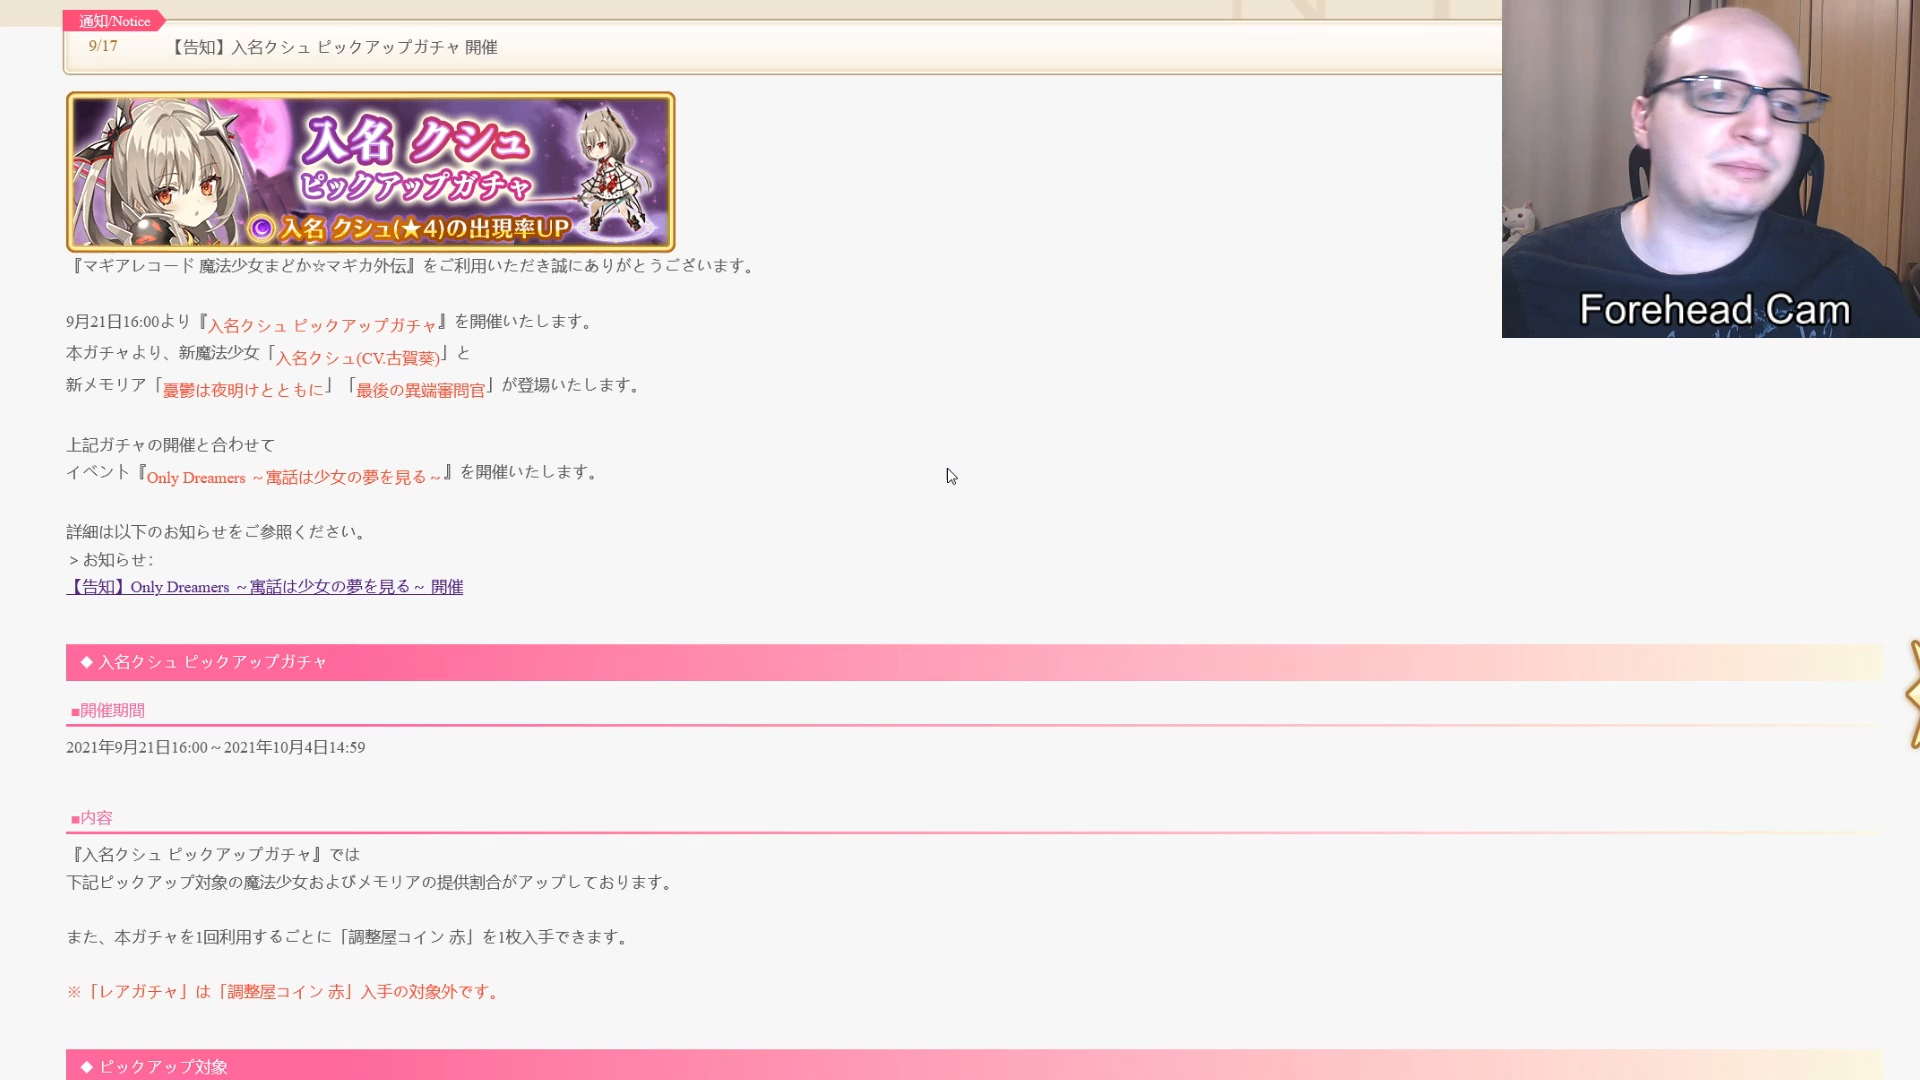 通知/Notice
9/17 【告知】入名クシュ ピックアップガチャ 開催
入名 クシュ
ピックアップガチャ
入名 クシュ(★4)の出現率UP
『マギアレコード 魔法少女まどか☆マギカ外伝』をご利用いただき誠にありがとうございます。
9月21日16:00より『入名クシュ ピックアップガチャ』を開催いたします。
本ガチャより、新魔法少女「入名クシュ(CV.古賀葵)」と
新メモリア「憂鬱は夜明けとともに」「最後の異端審問官」が登場いたします。
上記ガチャの開催と合わせて
イベント『Only Dreamers ～寓話は少女の夢を見る～』を開催いたします。
詳細は以下のお知らせをご参照ください。
＞お知らせ：
【告知】Only Dreamers ～寓話は少女の夢を見る～ 開催
◆ 入名クシュ ピックアップガチャ
■開催期間
2021年9月21日16:00～2021年10月4日14:59
■内容
『入名クシュ ピックアップガチャ』では
下記ピックアップ対象の魔法少女およびメモリアの提供割合がアップしております。
また、本ガチャを1回利用するごとに「調整屋コイン 赤」を1枚入手できます。
※「レアガチャ」は「調整屋コイン 赤」入手の対象外です。
◆ ピックアップ対象
Forehead Cam